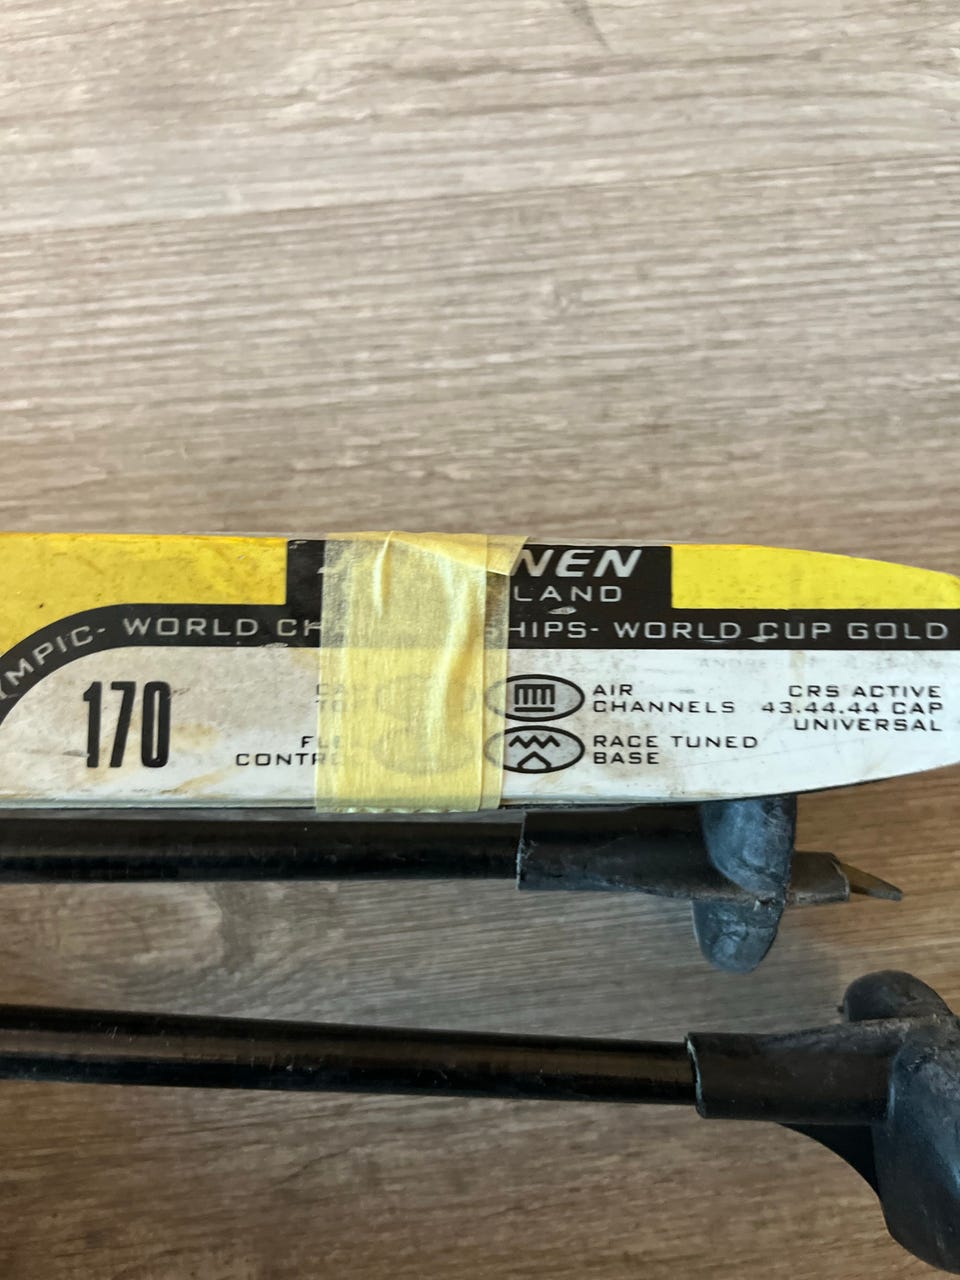 NEN
LAND
MPIC- WORLD CH HIPS- WORLD CUP GOLD
170
AIR
CHANNELS
CRS ACTIVE
43.44.44 CAP
UNIVERSAL
CONTR
RACE TUNED
BASE